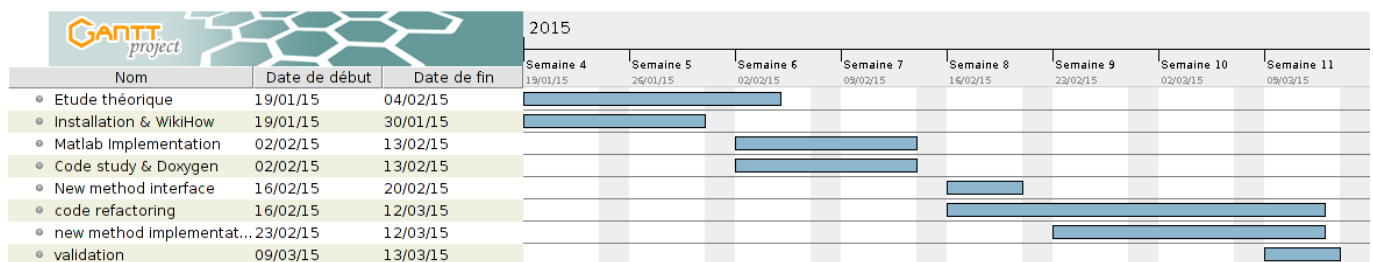 GANTT
project
2015
Semaine 4 Semaine 5 Semaine 6 Semaine 7 Semaine 8 Semaine 9 Semaine 10 Semaine 11
Nom Date de début Date de fin 19/01/15 26/01/15 02/02/15 09/02/15 16/02/15 23/02/15 02/03/15 09/03/15
Etude théorique 19/01/15 04/02/15
Installation & WikiHow 19/01/15 30/01/15
Matlab Implementation 02/02/15 13/02/15
Code study & Doxygen 02/02/15 13/02/15
New method interface 16/02/15 20/02/15
code refactoring 16/02/15 12/03/15
new method implementat... 23/02/15 12/03/15
validation 09/03/15 13/03/15